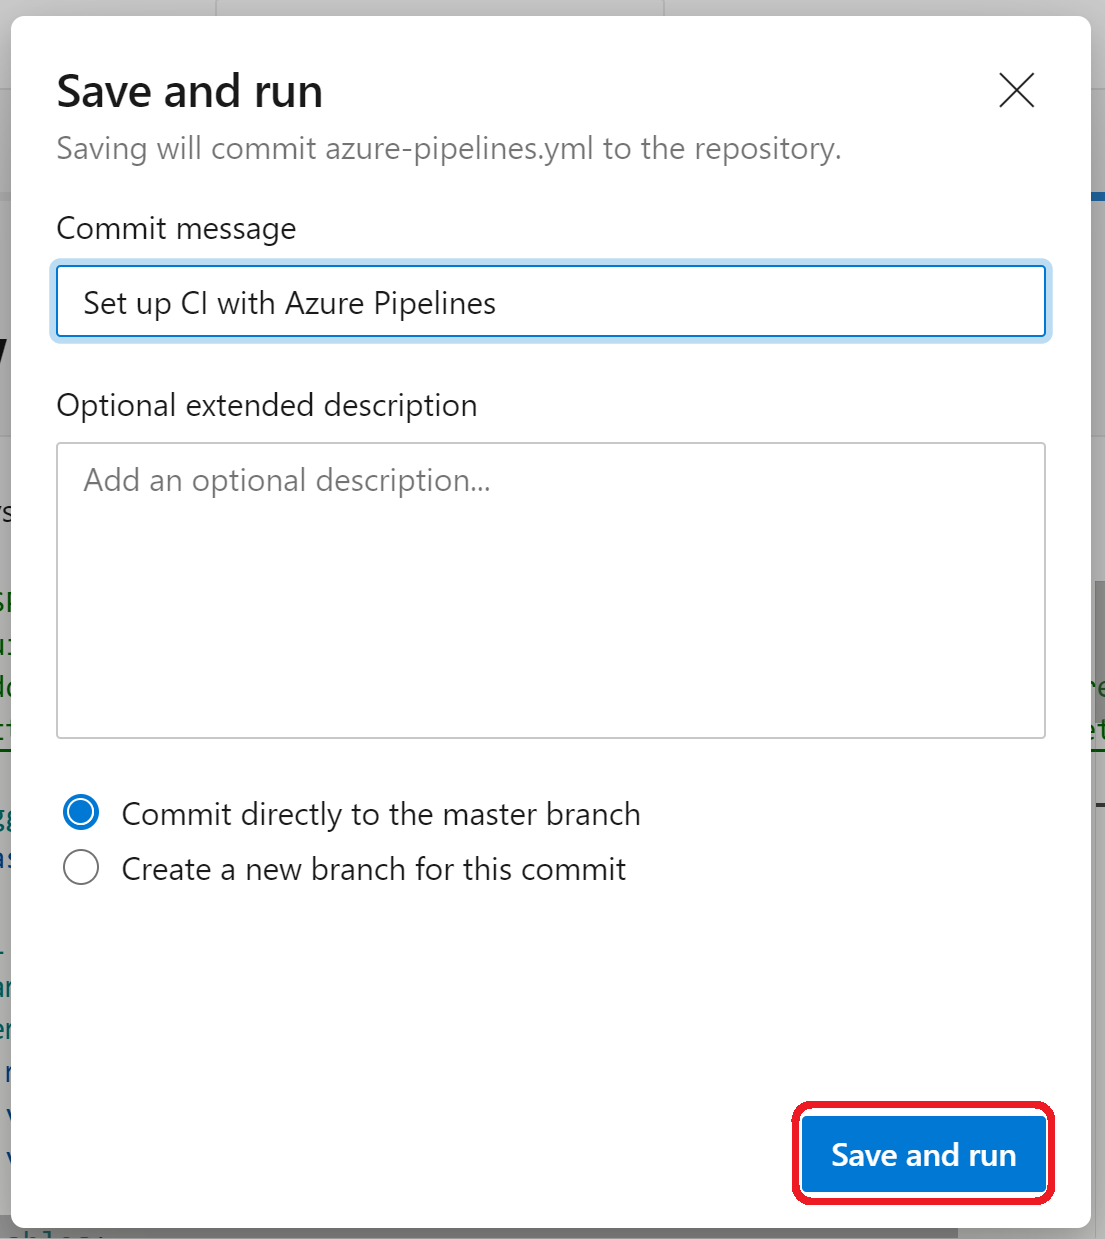 Save and run
Saving will commit azure-pipelines.yml to the repository.
Commit message
Set up CI with Azure Pipelines
Optional extended description
Add an optional description...
Commit directly to the master branch
Create a new branch for this commit
Save and run